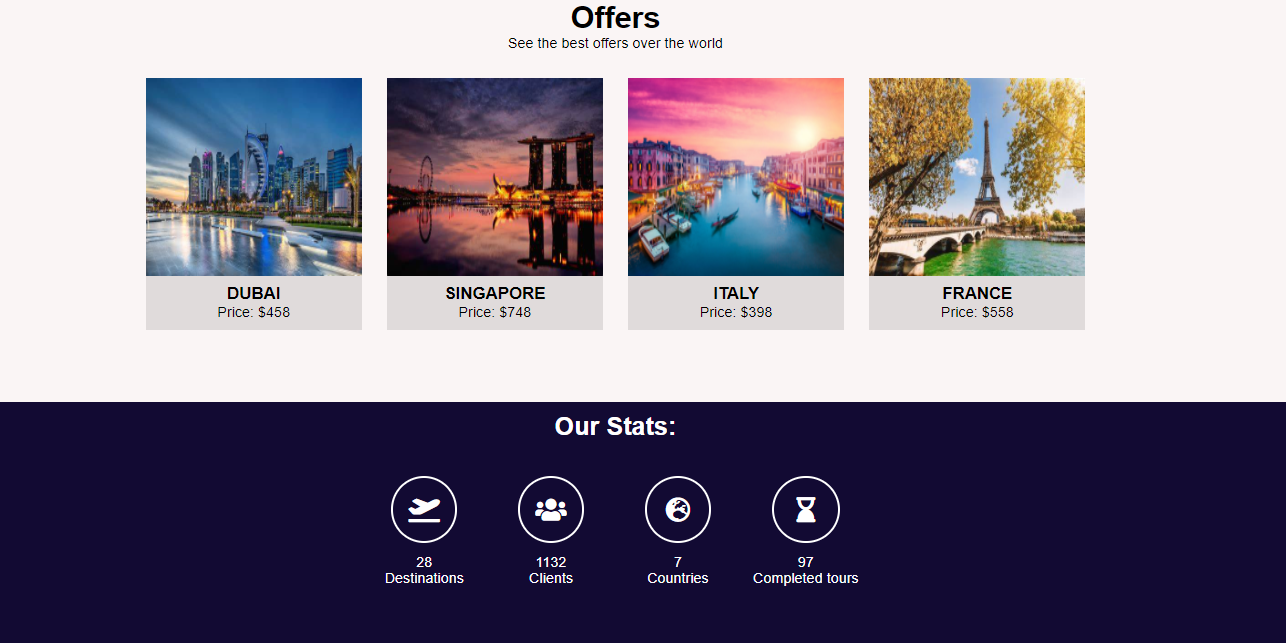 Offers
See the best offers over the world
DUBAI
Price: $458
SINGAPORE
Price: $748
ITALY
Price: $398
FRANCE
Price: $558
Our Stats:
28
Destinations
1132
Clients
7
Countries
97
Completed tours